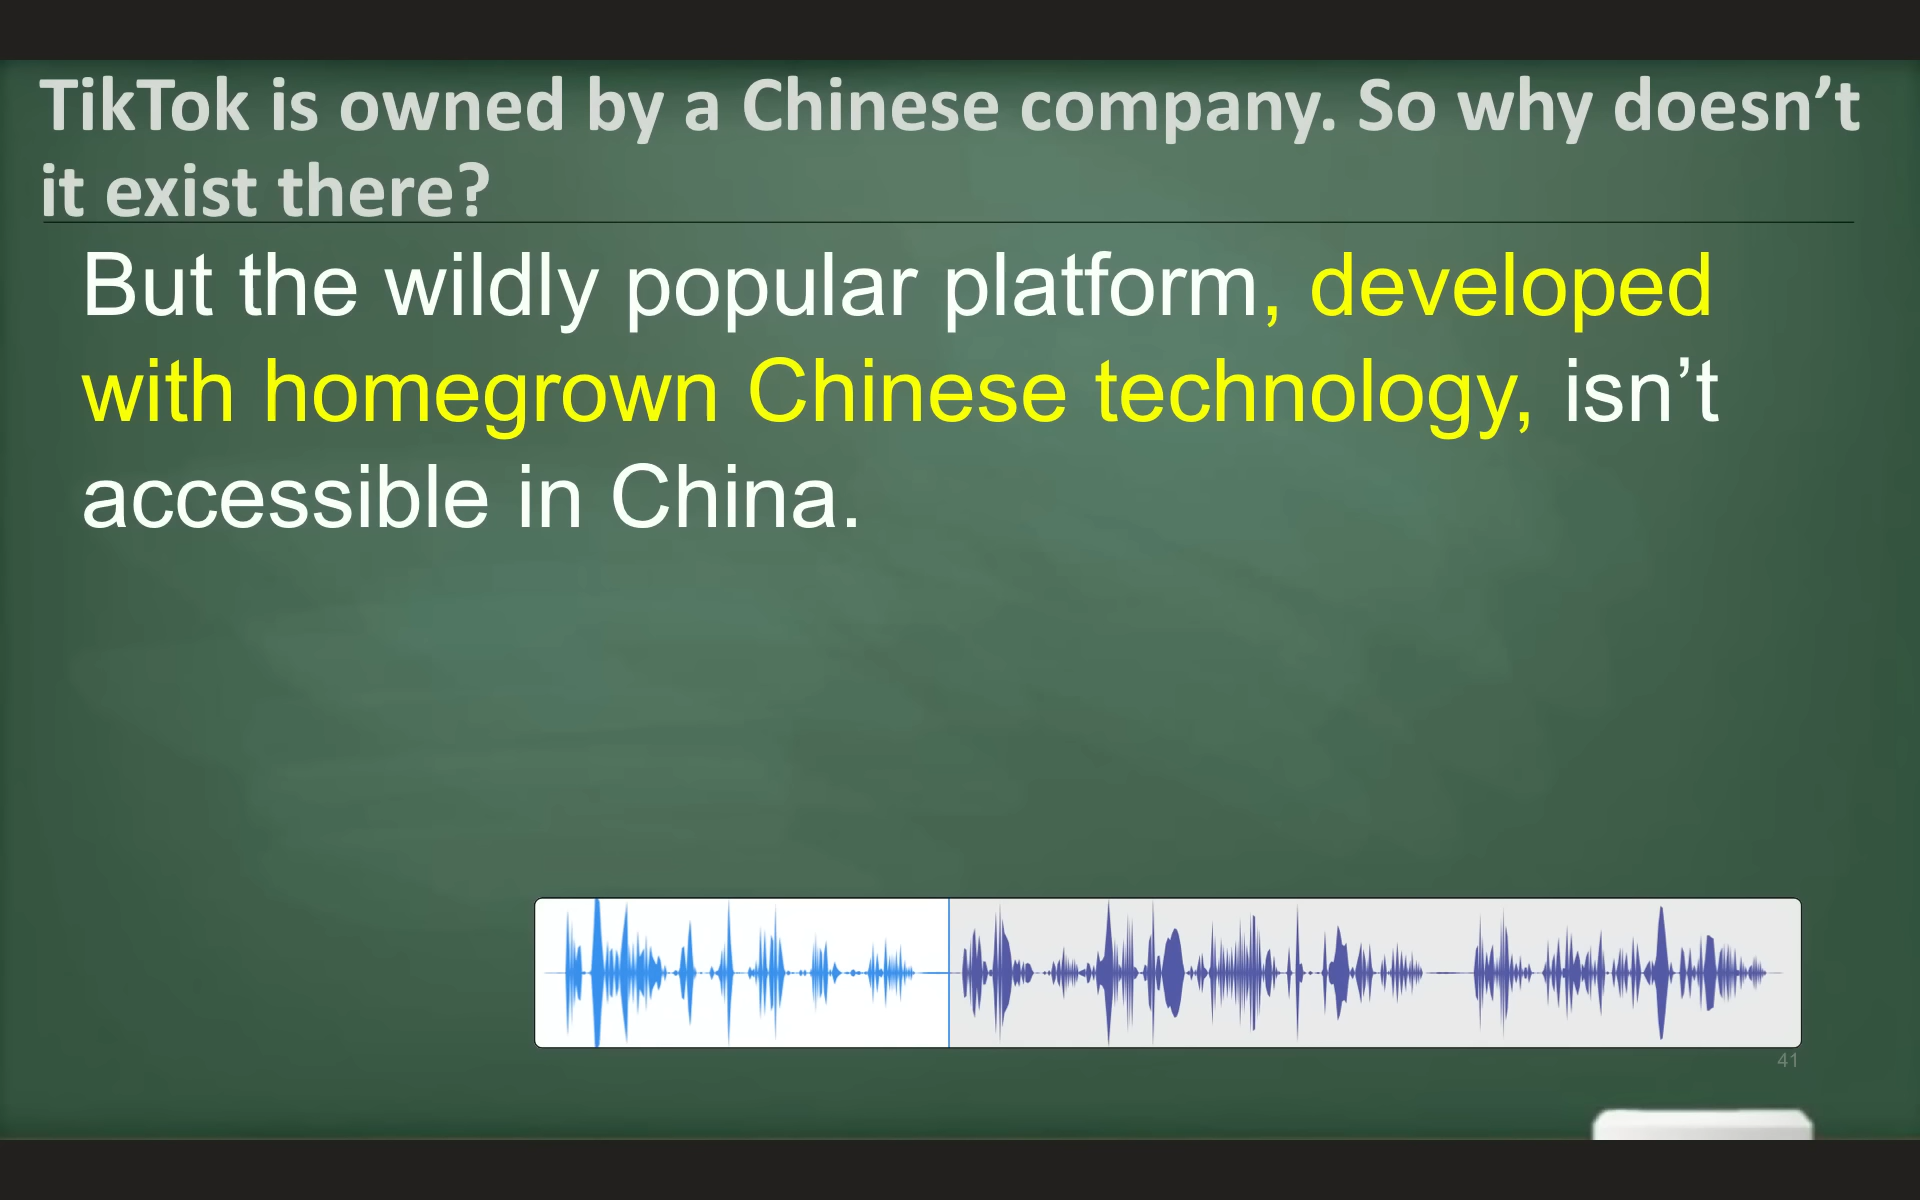 TikTok is owned by a Chinese company. So why doesn’t
it exist there?
But the wildly popular platform, developed
with homegrown Chinese technology, isn’t
accessible in China.
41